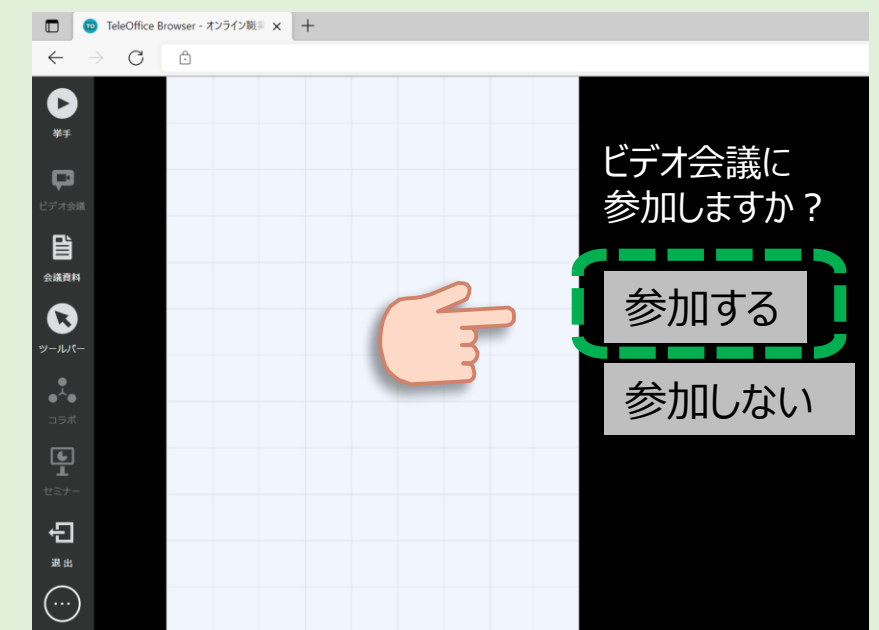 TO TeleOffice Browser - オンライン職
挙手
ビデオ会議
会議資料
ツールバー
コラボ
セミナー
退出
ビデオ会議に
参加しますか？
参加する
参加しない